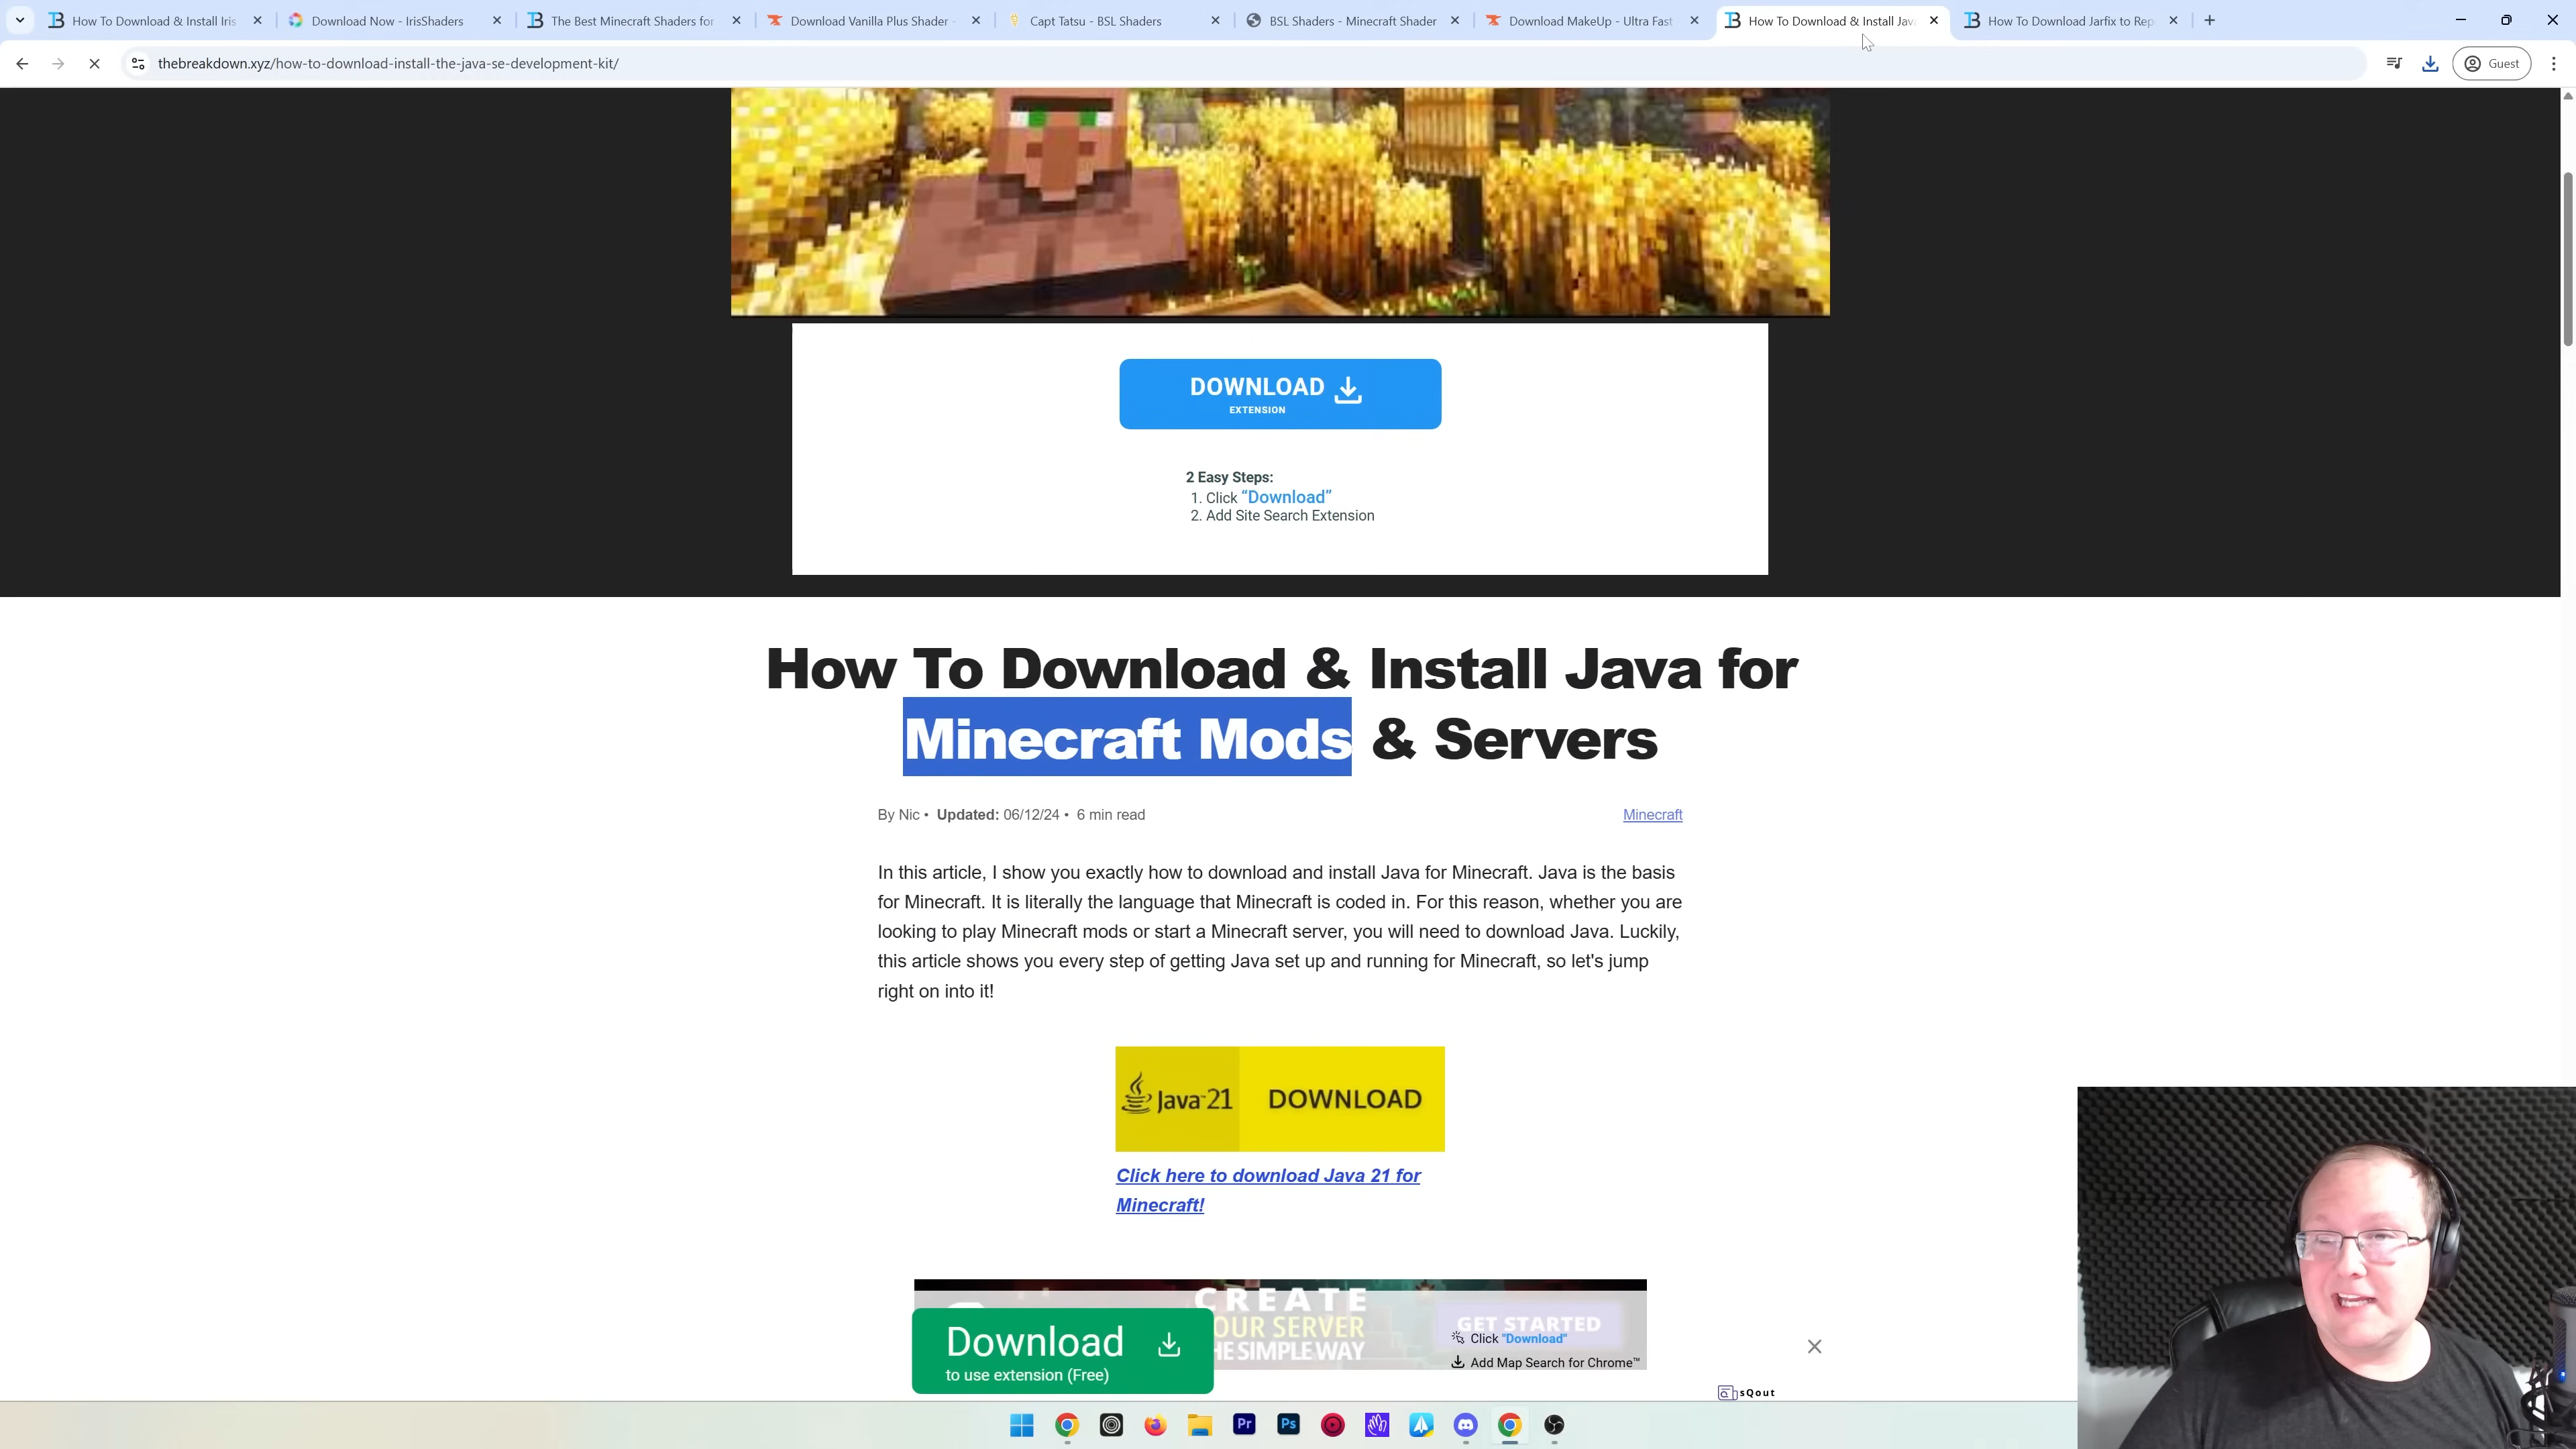 How To Download & Install Iris
Download Now - IrisShaders
The Best Minecraft Shaders for
Download Vanilla Plus Shader -
Capt Tatsu - BSL Shaders
BSL Shaders - Minecraft Shader
Download MakeUp - Ultra Fast
How To Download & Install Jav
How To Download Jarfix to Rep
thebreakdown.xyz/how-to-download-install-the-java-se-development-kit/
Guest
DOWNLOAD
EXTENSION
2 Easy Steps:
1. Click "Download"
2. Add Site Search Extension
How To Download & Install Java for
Minecraft Mods & Servers
By Nic • Updated: 06/12/24 • 6 min read
Minecraft
In this article, I show you exactly how to download and install Java for Minecraft. Java is the basis
for Minecraft. It is literally the language that Minecraft is coded in. For this reason, whether you are
looking to play Minecraft mods or start a Minecraft server, you will need to download Java. Luckily,
this article shows you every step of getting Java set up and running for Minecraft, so let's jump
right on into it!
Java 21 DOWNLOAD
Click here to download Java 21 for
Minecraft!
CREATE
OUR SERVER
HE SIMPLE WAY
GET STARTED
Download
to use extension (Free)
Click "Download"
Add Map Search for Chrome™
sQout
Pr
Ps